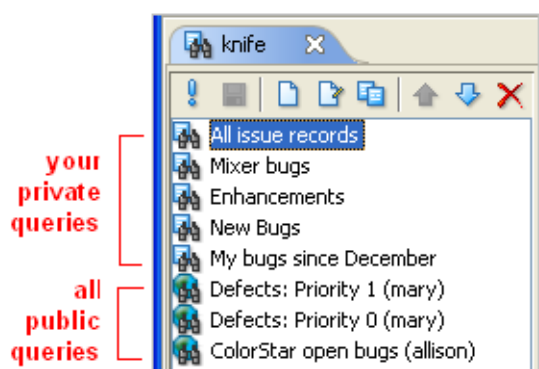 knife
All issue records
Mixer bugs
Enhancements
New Bugs
My bugs since December
Defects: Priority 1 (mary)
Defects: Priority 0 (mary)
ColorStar open bugs (allison)
your
private
queries
all
public
queries